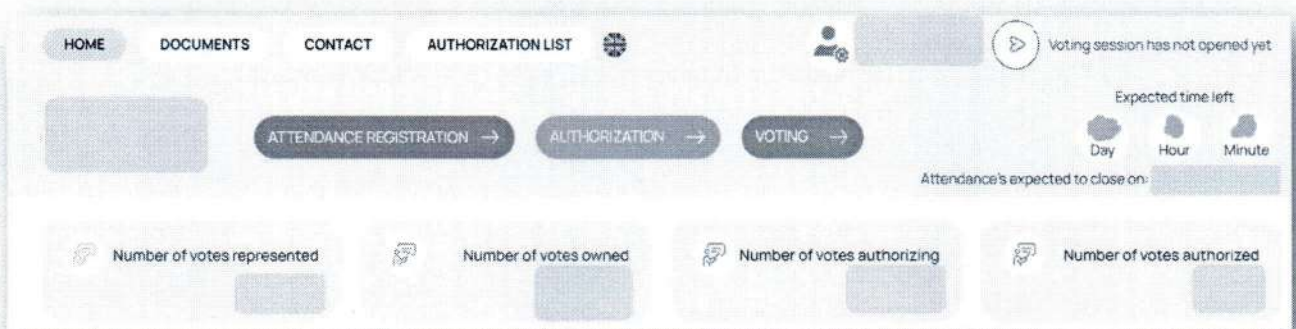 HOME DOCUMENTS CONTACT AUTHORIZATION LIST Voting session has not opened yet
Expected time left
ATTENDANCE REGISTRATION → AUTHORIZATION → VOTING →
Day Hour Minute
Attendance's expected to close on:
Number of votes represented Number of votes owned Number of votes authorizing Number of votes authorized